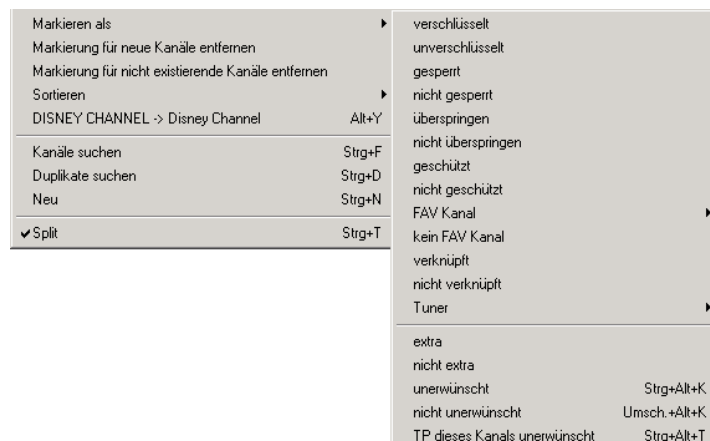 Markieren als
Markierung für neue Kanäle entfernen
Markierung für nicht existierende Kanäle entfernen
Sortieren
DISNEY CHANNEL -> Disney Channel Alt+Y
Kanäle suchen Strg+F
Duplikate suchen Strg+D
Neu Strg+N
Split Strg+T
verschlüsselt
unverschlüsselt
gesperrt
nicht gesperrt
überspringen
nicht überspringen
geschützt
nicht geschützt
FAV Kanal
kein FAV Kanal
verknüpft
nicht verknüpft
Tuner
extra
nicht extra
unerwünscht Strg+Alt+K
nicht unerwünscht Umsch.+Alt+K
TP dieses Kanals unerwünscht Strg+Alt+T